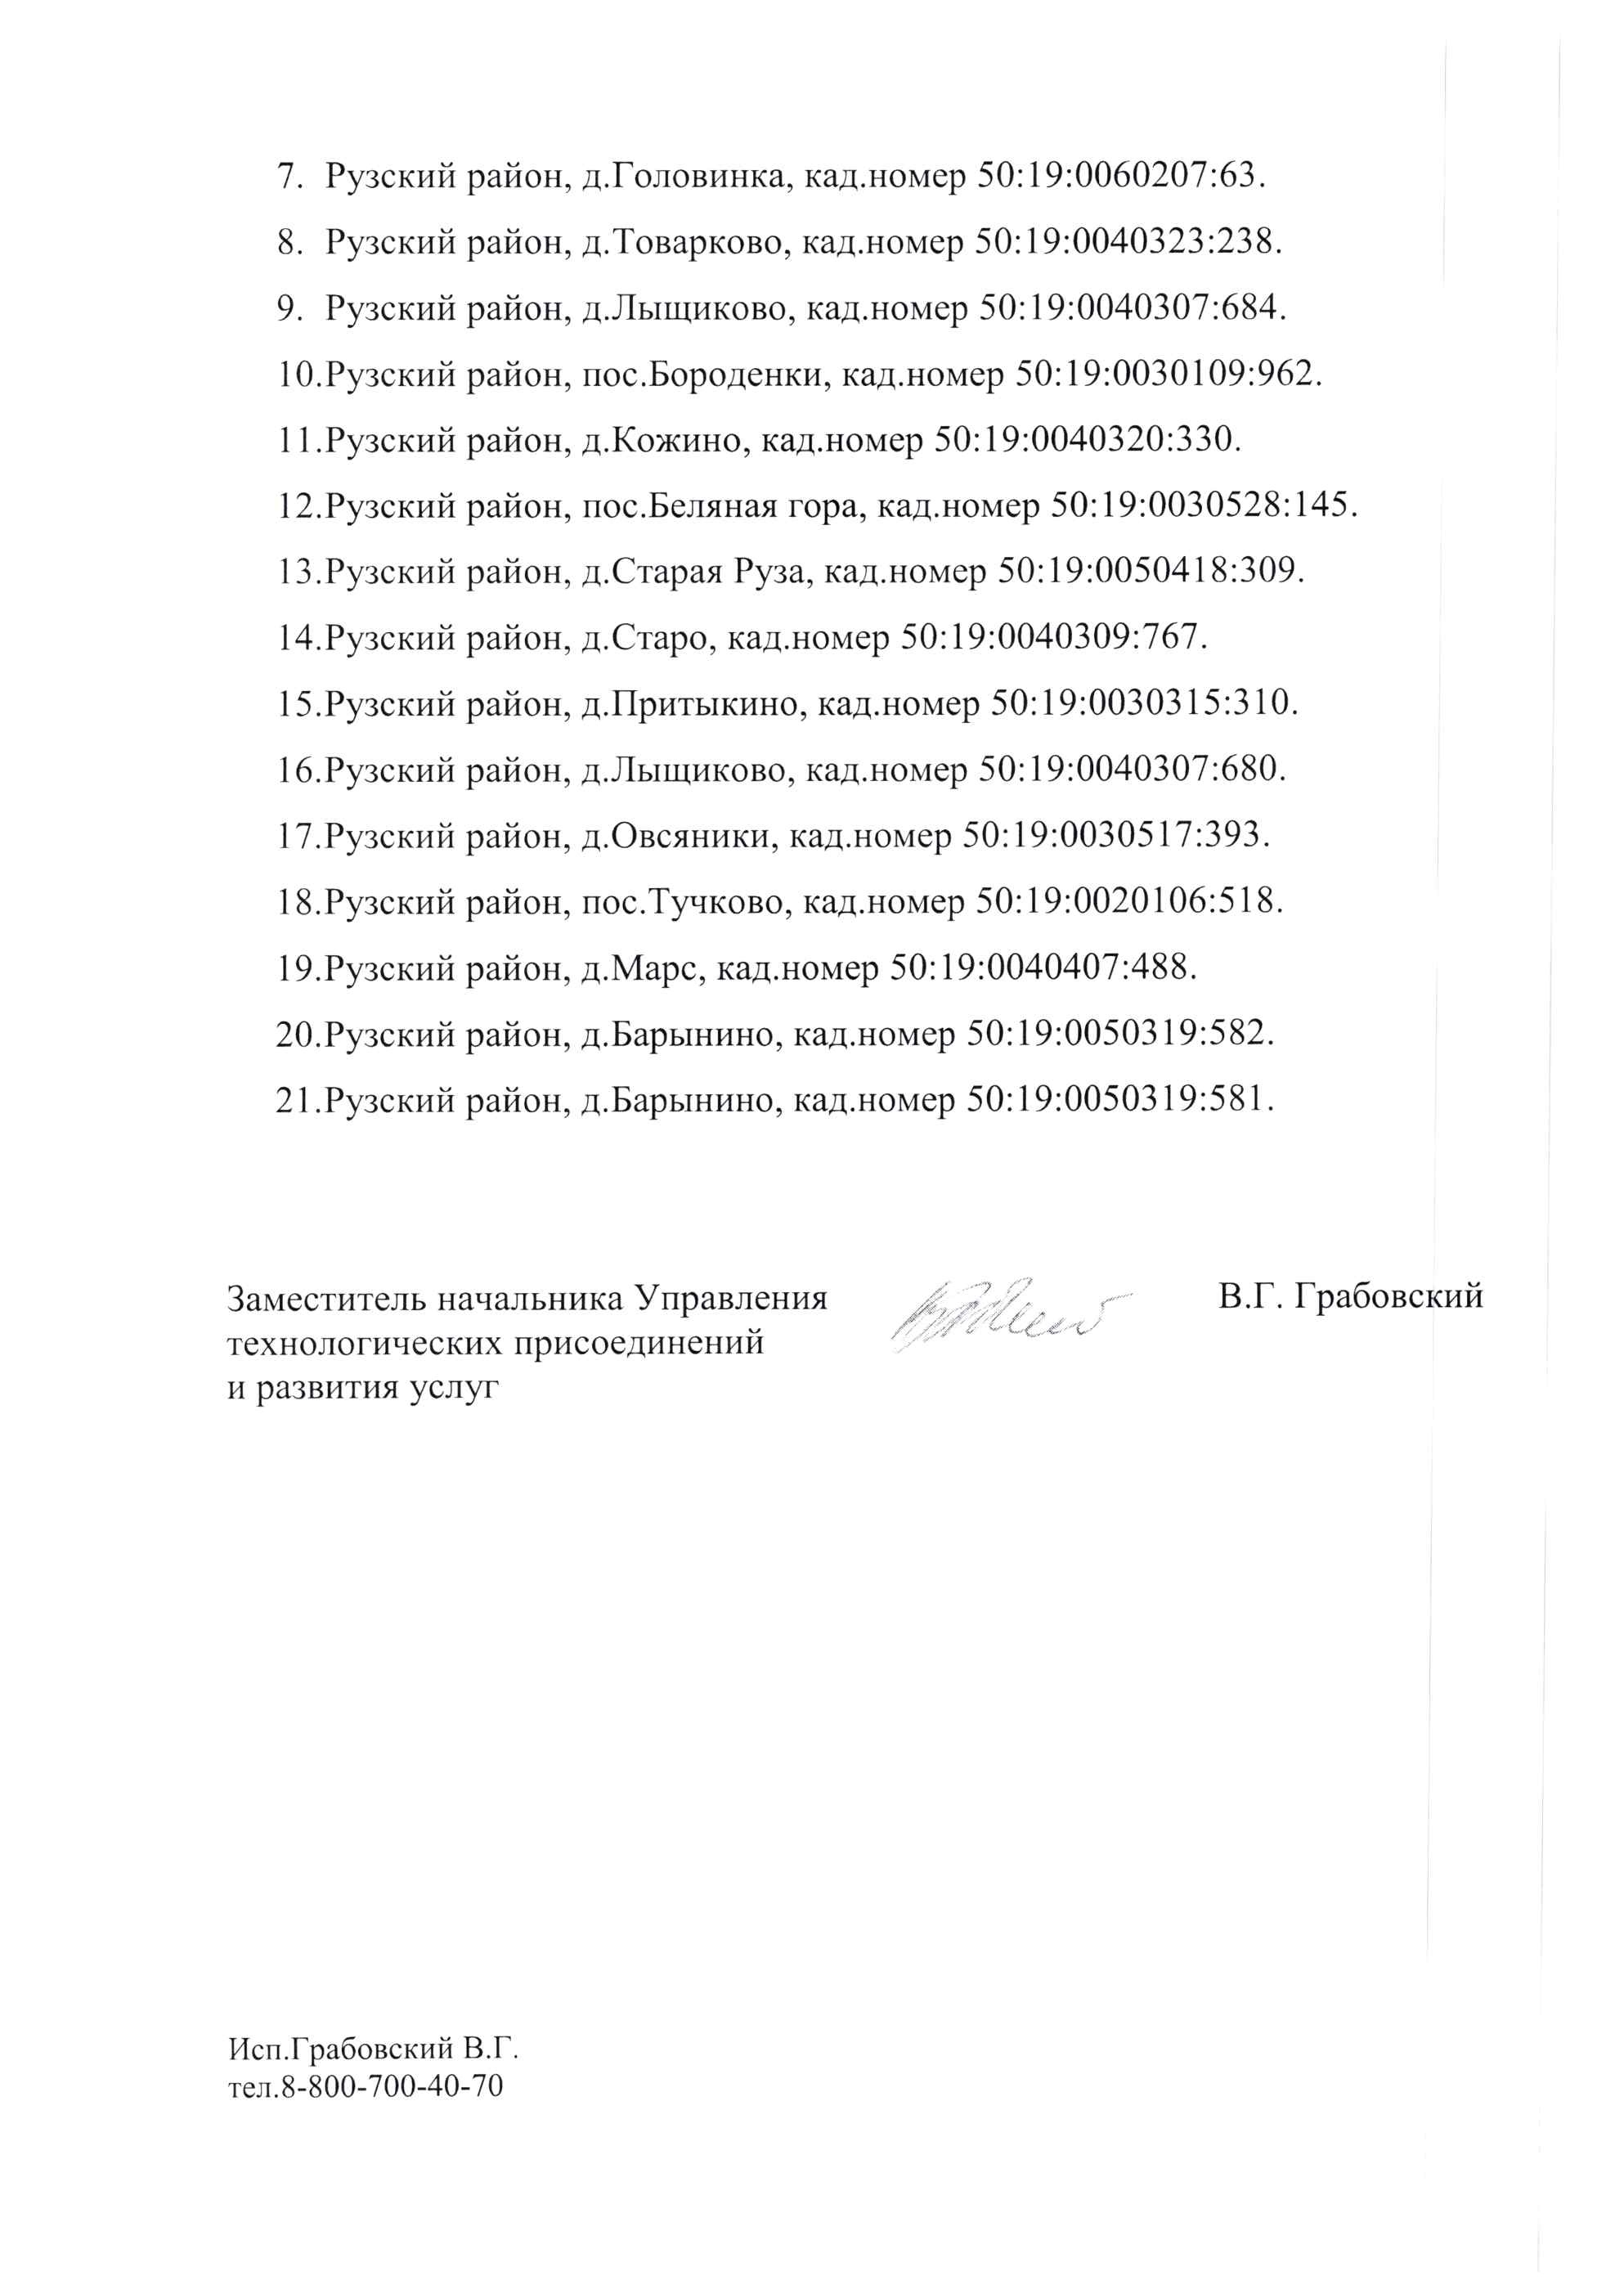 7. Рузский район, д.Головинка, кад.номер 50:19:0060207:63.
8. Рузский район, д.Товарково, кад.номер 50:19:0040323:238.
9. Рузский район, д.Лыщиково, кад.номер 50:19:0040307:684.
10.Рузский район, пос.Бороденки, кад.номер 50:19:0030109:962.
11.Рузский район, д.Кожино, кад.номер 50:19:0040320:330.
12.Рузский район, пос.Беляная гора, кад.номер 50:19:0030528:145.
13.Рузский район, д.Старая Руза, кад.номер 50:19:0050418:309.
14.Рузский район, д.Старо, кад.номер 50:19:0040309:767.
15.Рузский район, д.Притыкино, кад.номер 50:19:0030315:310.
16.Рузский район, д.Лыщиково, кад.номер 50:19:0040307:680.
17.Рузский район, д.Овсяники, кад.номер 50:19:0030517:393.
18.Рузский район, пос.Тучково, кад.номер 50:19:0020106:518.
19.Рузский район, д.Марс, кад.номер 50:19:0040407:488.
20.Рузский район, д.Барынино, кад.номер 50:19:0050319:582.
21.Рузский район, д.Барынино, кад.номер 50:19:0050319:581.
Заместитель начальника Управления В.Г. Грабовский
технологических присоединений
и развития услуг
Исп.Грабовский В.Г.
тел.8-800-700-40-70